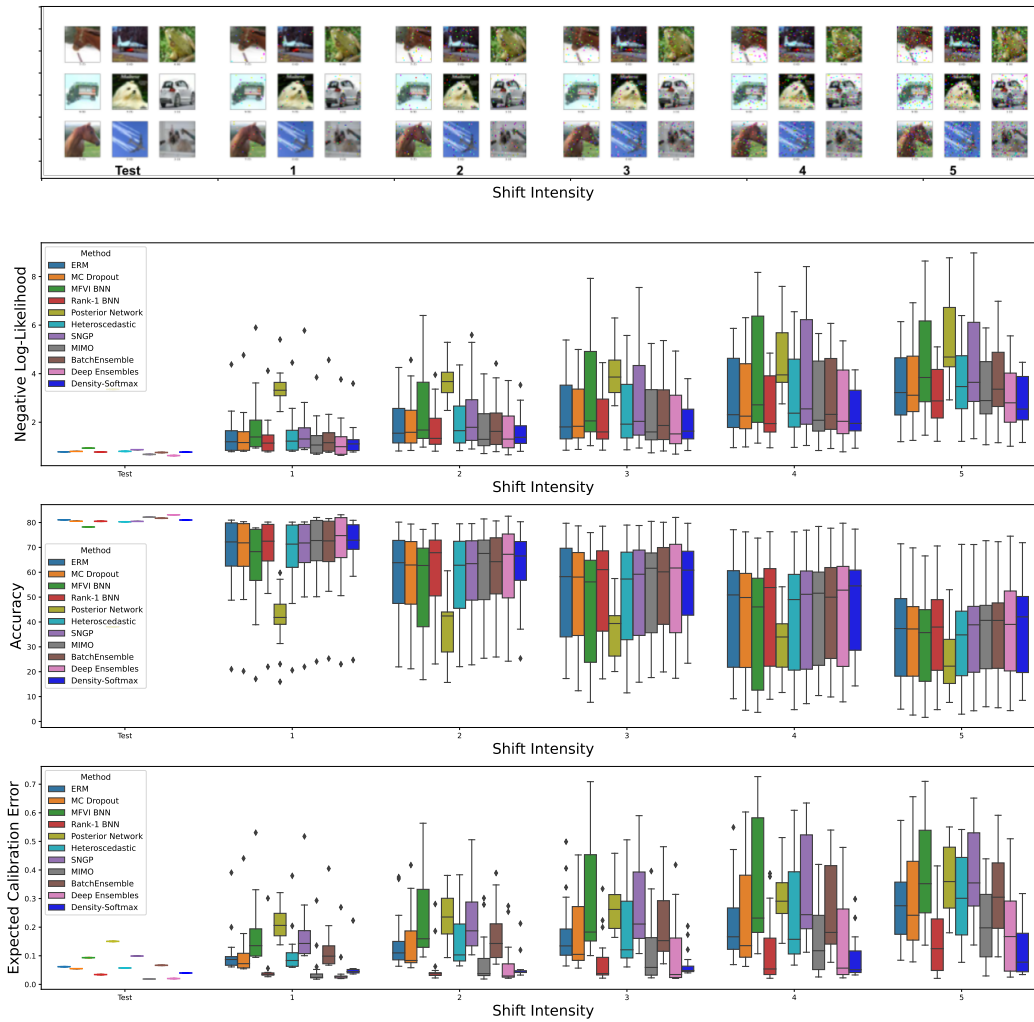 Test 1 2 3 4 5
Shift Intensity
Negative Log-Likelihood
8
6
4
2
Method
ERM
MC Dropout
MFVI BNN
Rank-1 BNN
Posterior Network
Heteroscedastic
SNGP
MIMO
BatchEnsemble
Deep Ensembles
Density-Softmax
Test 1 2 3 4 5
Shift Intensity
Accuracy
80
70
60
50
40
30
20
10
0
Method
ERM
MC Dropout
MFVI BNN
Rank-1 BNN
Posterior Network
Heteroscedastic
SNGP
MIMO
BatchEnsemble
Deep Ensembles
Density-Softmax
Test 1 2 3 4 5
Shift Intensity
Expected Calibration Error
0.7
0.6
0.5
0.4
0.3
0.2
0.1
0.0
Method
ERM
MC Dropout
MFVI BNN
Rank-1 BNN
Posterior Network
Heteroscedastic
SNGP
MIMO
BatchEnsemble
Deep Ensembles
Density-Softmax
Test 1 2 3 4 5
Shift Intensity